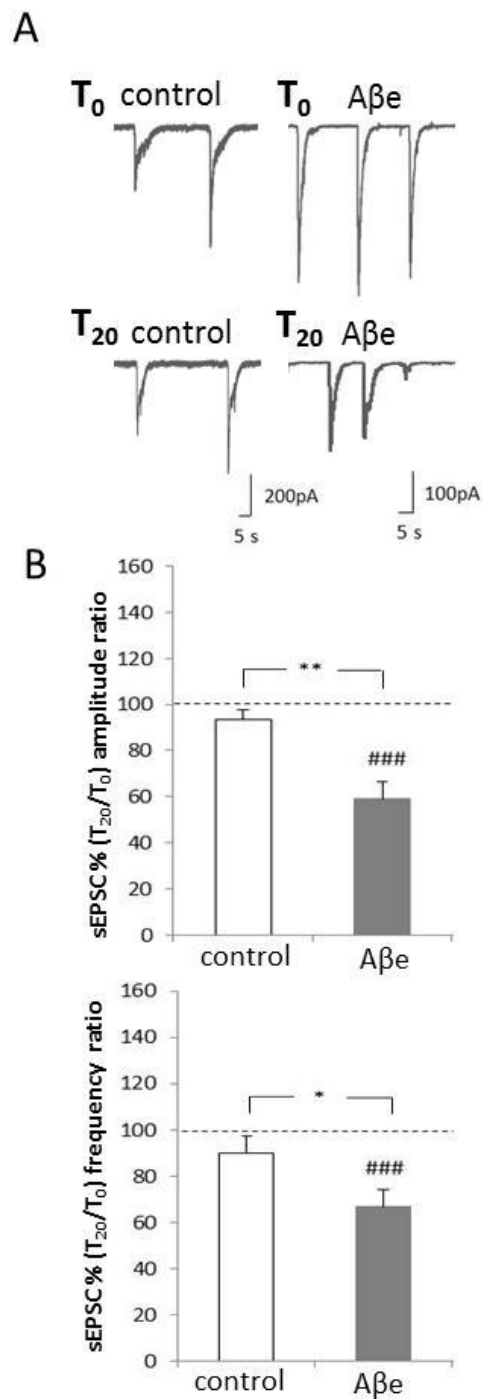 A
T₀ control T₀ Aβe
T₂₀ control T₂₀ Aβe
200pA 100pA
5 s 5 s
B
sEPSC% (T₂₀/T₀) amplitude ratio
160
140
120
100
80
60
40
20
0
**
###
control Aβe
sEPSC% (T₂₀/T₀) frequency ratio
160
140
120
100
80
60
40
20
0
*
###
control Aβe